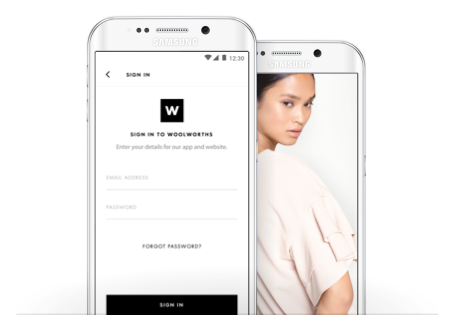 SAMSUNG
12:30
SIGN IN
W
SIGN IN TO WOOLWORTHS
Enter your details for our app and website.
EMAIL ADDRESS
PASSWORD
FORGOT PASSWORD?
SIGN IN
SAMSUNG